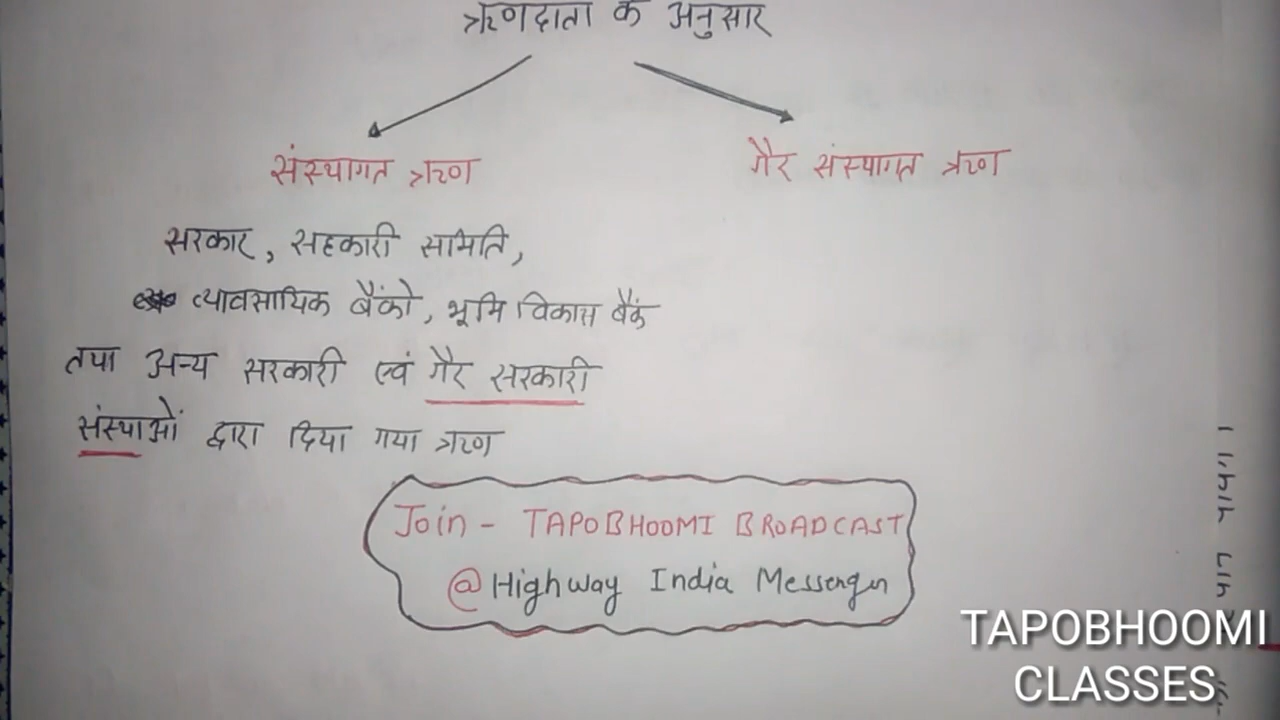 ऋणदाता के अनुसार
संस्थागत ऋण
गैर संस्थागत ऋण
सरकार, सहकारी समिति,
व्यावसायिक बैंको, भूमि विकास बैंक
तथा अन्य सरकारी एवं गैर सरकारी
संस्थाओं द्वारा दिया गया ऋण
Join - TAPOBHOOMI BROADCAST
@Highway India Messenger
TAPOBHOOMI
CLASSES